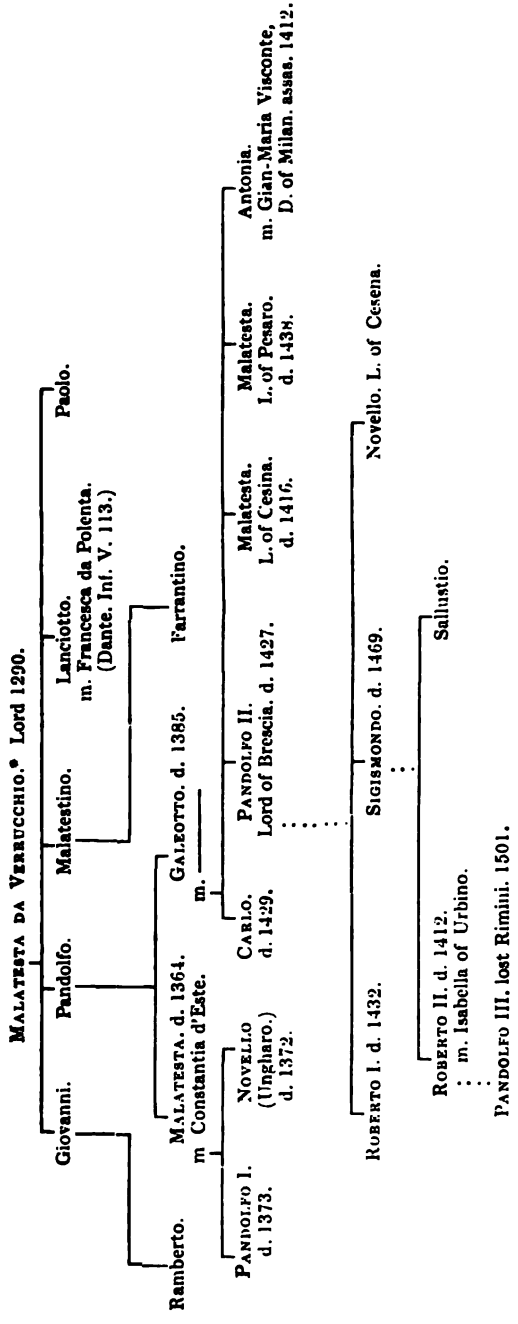 MALATESTA DA VERRUCCHIO.* Lord 1290.
Giovanni.
Pandolfo.
Malatestino.
Lanciotto.
m. Francesca da Polenta.
(Dante. Inf. V. 113.)
Paolo.
Ramberto.
MALATESTA. d. 1364.
m Constantia d'Este.
GALEOTTO. d. 1385.
m.
Farrantino.
PANDOLFO I.
d. 1373.
NOVELLO
(Ungharo.)
d. 1372.
CARLO.
d. 1429.
PANDOLFO II.
Lord of Brescia. d. 1427.
Malatesta.
L. of Cesina.
d. 1416.
Malatesta.
L. of Pesaro.
d. 1438.
Antonia.
m. Gian-Maria Visconte,
D. of Milan. assas. 1412.
ROBERTO I. d. 1432.
SIGISMONDO. d. 1469.
Novello. L. of Cesena.
ROBERTO II. d. 1412.
m. Isabella of Urbino.
Sallustio.
PANDOLFO III. lost Rimini. 1501.